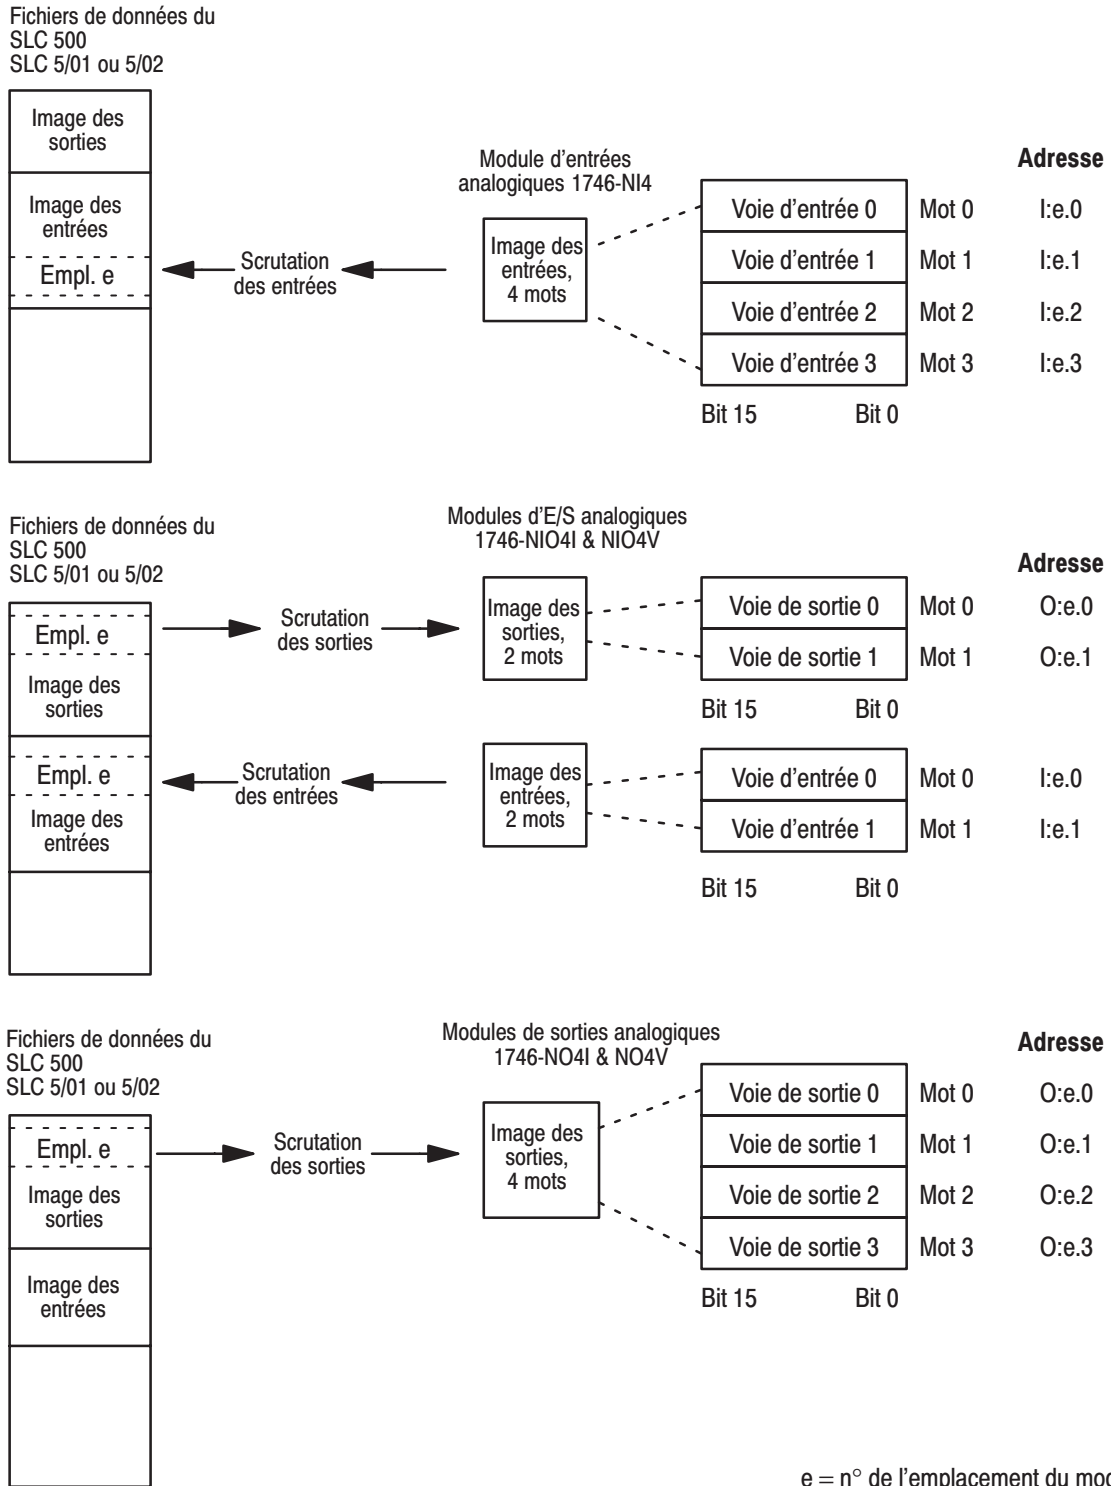 Fichiers de données du
SLC 500
SLC 5/01 ou 5/02
Image des
sorties
Image des
entrées
Empl. e
Scrutation
des entrées
Module d'entrées
analogiques 1746-NI4
Image des
entrées,
4 mots
Adresse
Voie d'entrée 0 Mot 0 I:e.0
Voie d'entrée 1 Mot 1 I:e.1
Voie d'entrée 2 Mot 2 I:e.2
Voie d'entrée 3 Mot 3 I:e.3
Bit 15 Bit 0
Fichiers de données du
SLC 500
SLC 5/01 ou 5/02
Empl. e
Image des
sorties
Empl. e
Image des
entrées
Modules d'E/S analogiques
1746-NIO4I & NIO4V
Scrutation
des sorties
Image des
sorties,
2 mots
Adresse
Voie de sortie 0 Mot 0 O:e.0
Voie de sortie 1 Mot 1 O:e.1
Bit 15 Bit 0
Scrutation
des entrées
Image des
entrées,
2 mots
Voie d'entrée 0 Mot 0 I:e.0
Voie d'entrée 1 Mot 1 I:e.1
Bit 15 Bit 0
Fichiers de données du
SLC 500
SLC 5/01 ou 5/02
Empl. e
Image des
sorties
Image des
entrées
Scrutation
des sorties
Modules de sorties analogiques
1746-NO4I & NO4V
Image des
sorties,
4 mots
Adresse
Voie de sortie 0 Mot 0 O:e.0
Voie de sortie 1 Mot 1 O:e.1
Voie de sortie 2 Mot 2 O:e.2
Voie de sortie 3 Mot 3 O:e.3
Bit 15 Bit 0
e = n° de l'emplacement du